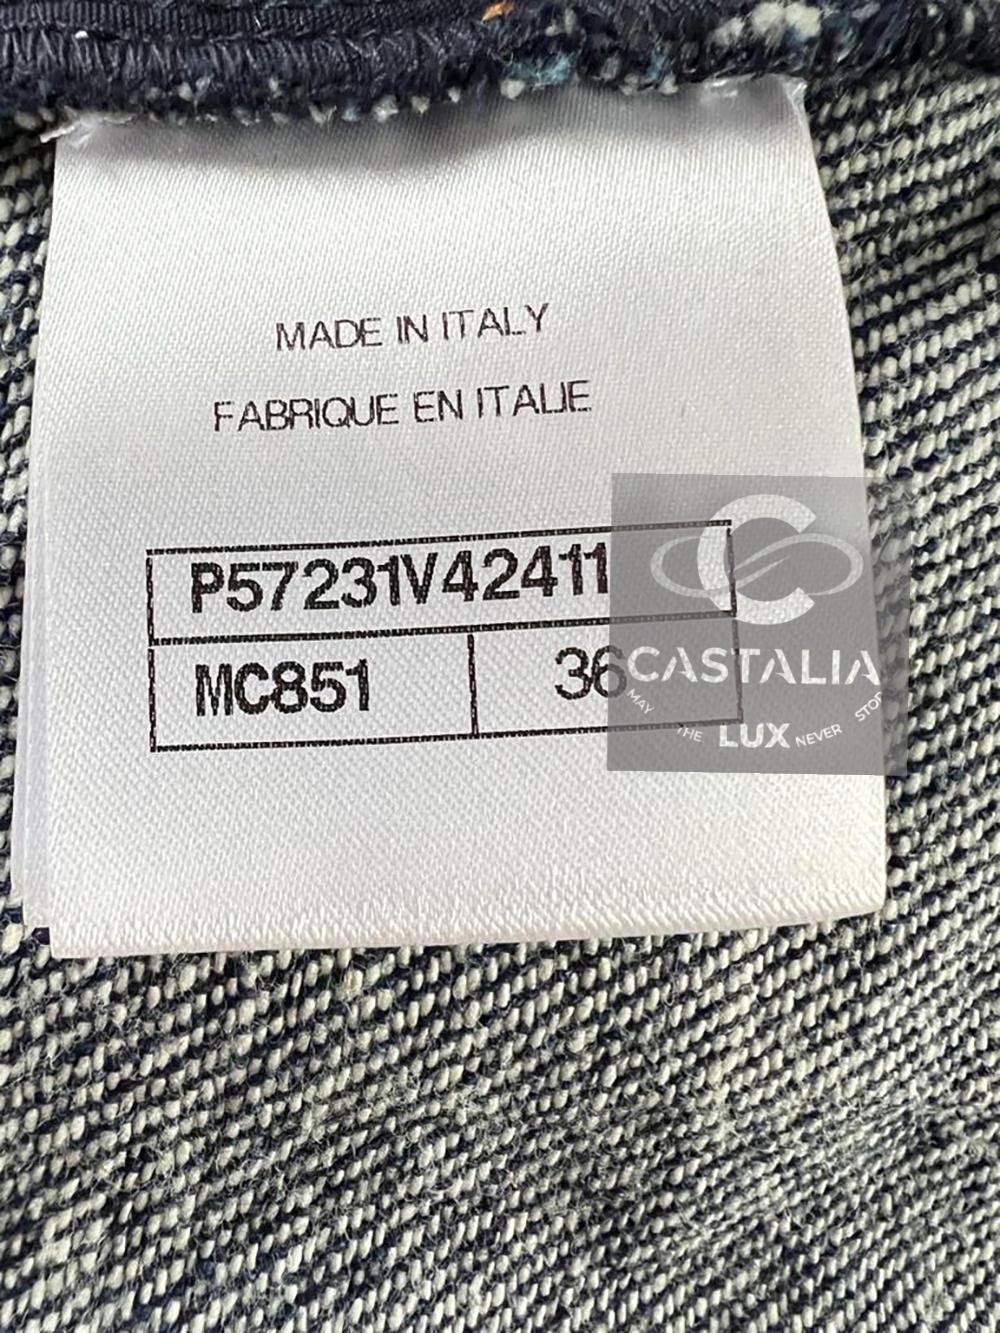 MADE IN ITALY
FABRIQUE EN ITALIE
P57231V42411
MC851 36
CASTALIA
MAY THE LUX NEVER STOP